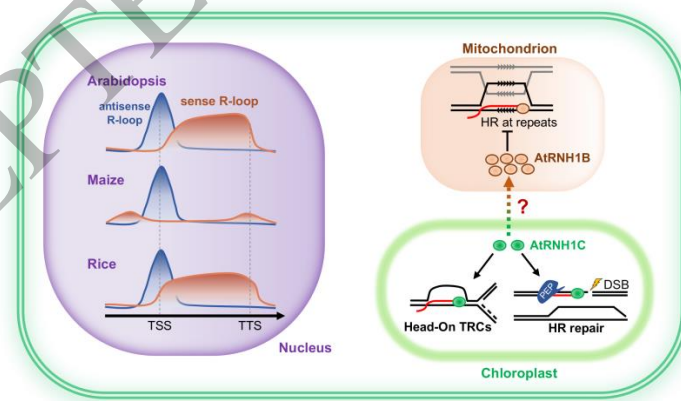 Arabidopsis
antisense
R-loop
sense R-loop
Maize
Rice
TSS
TTS
Nucleus
Mitochondrion
HR at repeats
AtRNH1B
?
AtRNH1C
PEP
DSB
Head-On TRCs
HR repair
Chloroplast